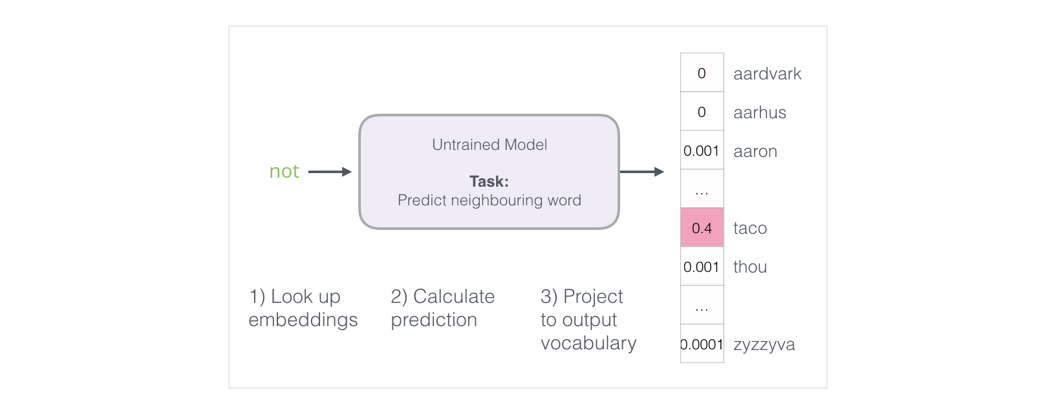 not
Untrained Model
Task:
Predict neighbouring word
0 aardvark
0 aarhus
0.001 aaron
...
0.4 taco
0.001 thou
...
0.0001 zyzzyva
1) Look up
embeddings
2) Calculate
prediction
3) Project
to output
vocabulary